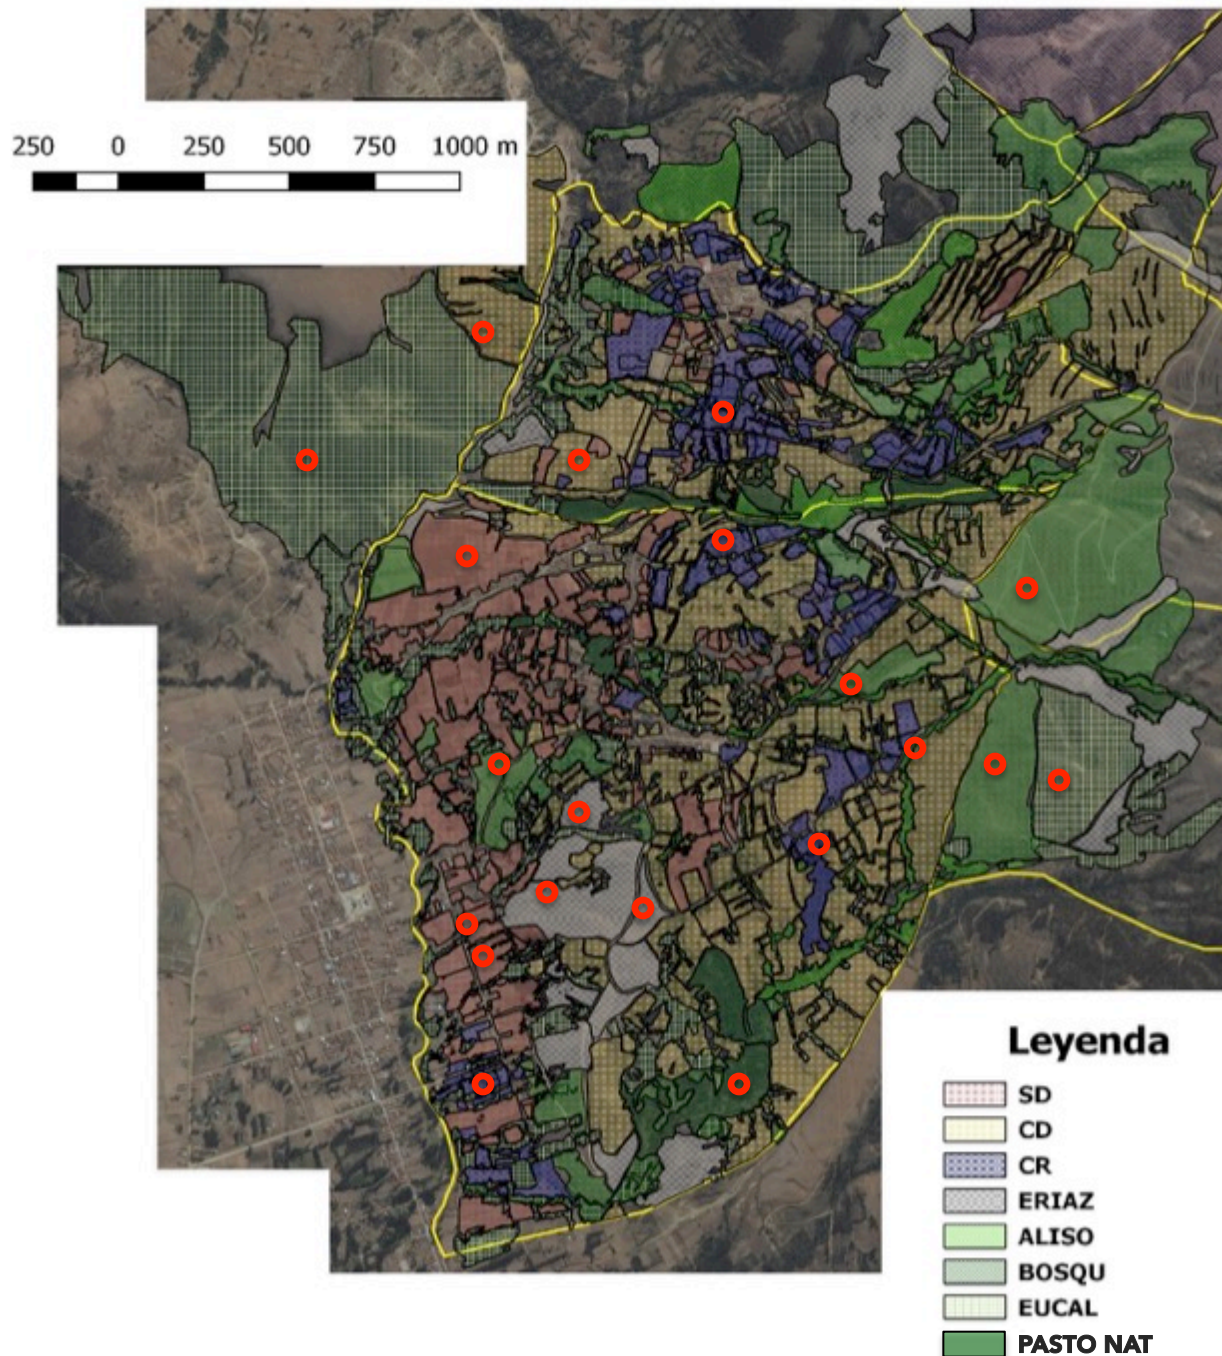 250 0 250 500 750 1000 m
Leyenda
SD
CD
CR
ERIAZ
ALISO
BOSQU
EUCAL
PASTO NAT